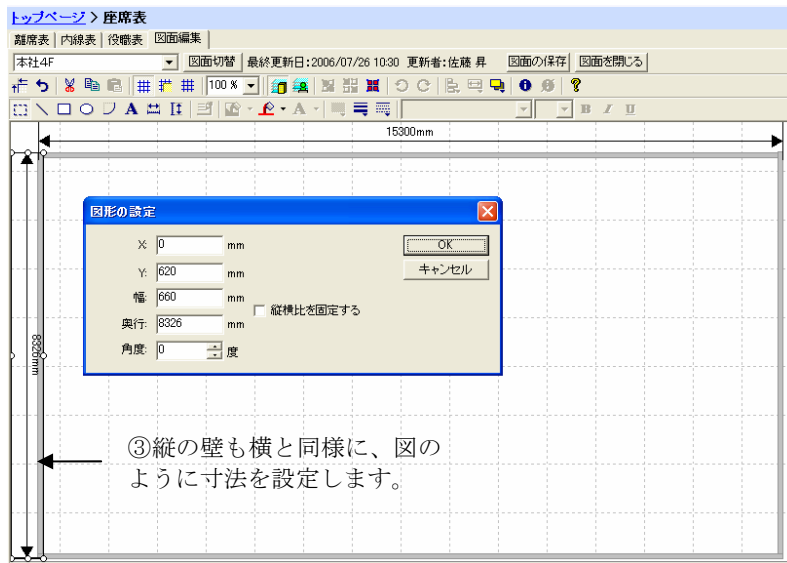 トップページ > 座席表
離席表 | 内線表 | 役職表 | 図面編集
本社4F 図面切替 最終更新日:2006/07/26 10:30 更新者:佐藤 昇 図面の保存 図面を閉じる
100 %
A A B I U
15300mm
図形の設定
X: 0 mm OK
Y: 620 mm キャンセル
幅: 660 mm
縦横比を固定する
奥行: 8326 mm
角度: 0 度
8326mm
③縦の壁も横と同様に、図の
ように寸法を設定します。